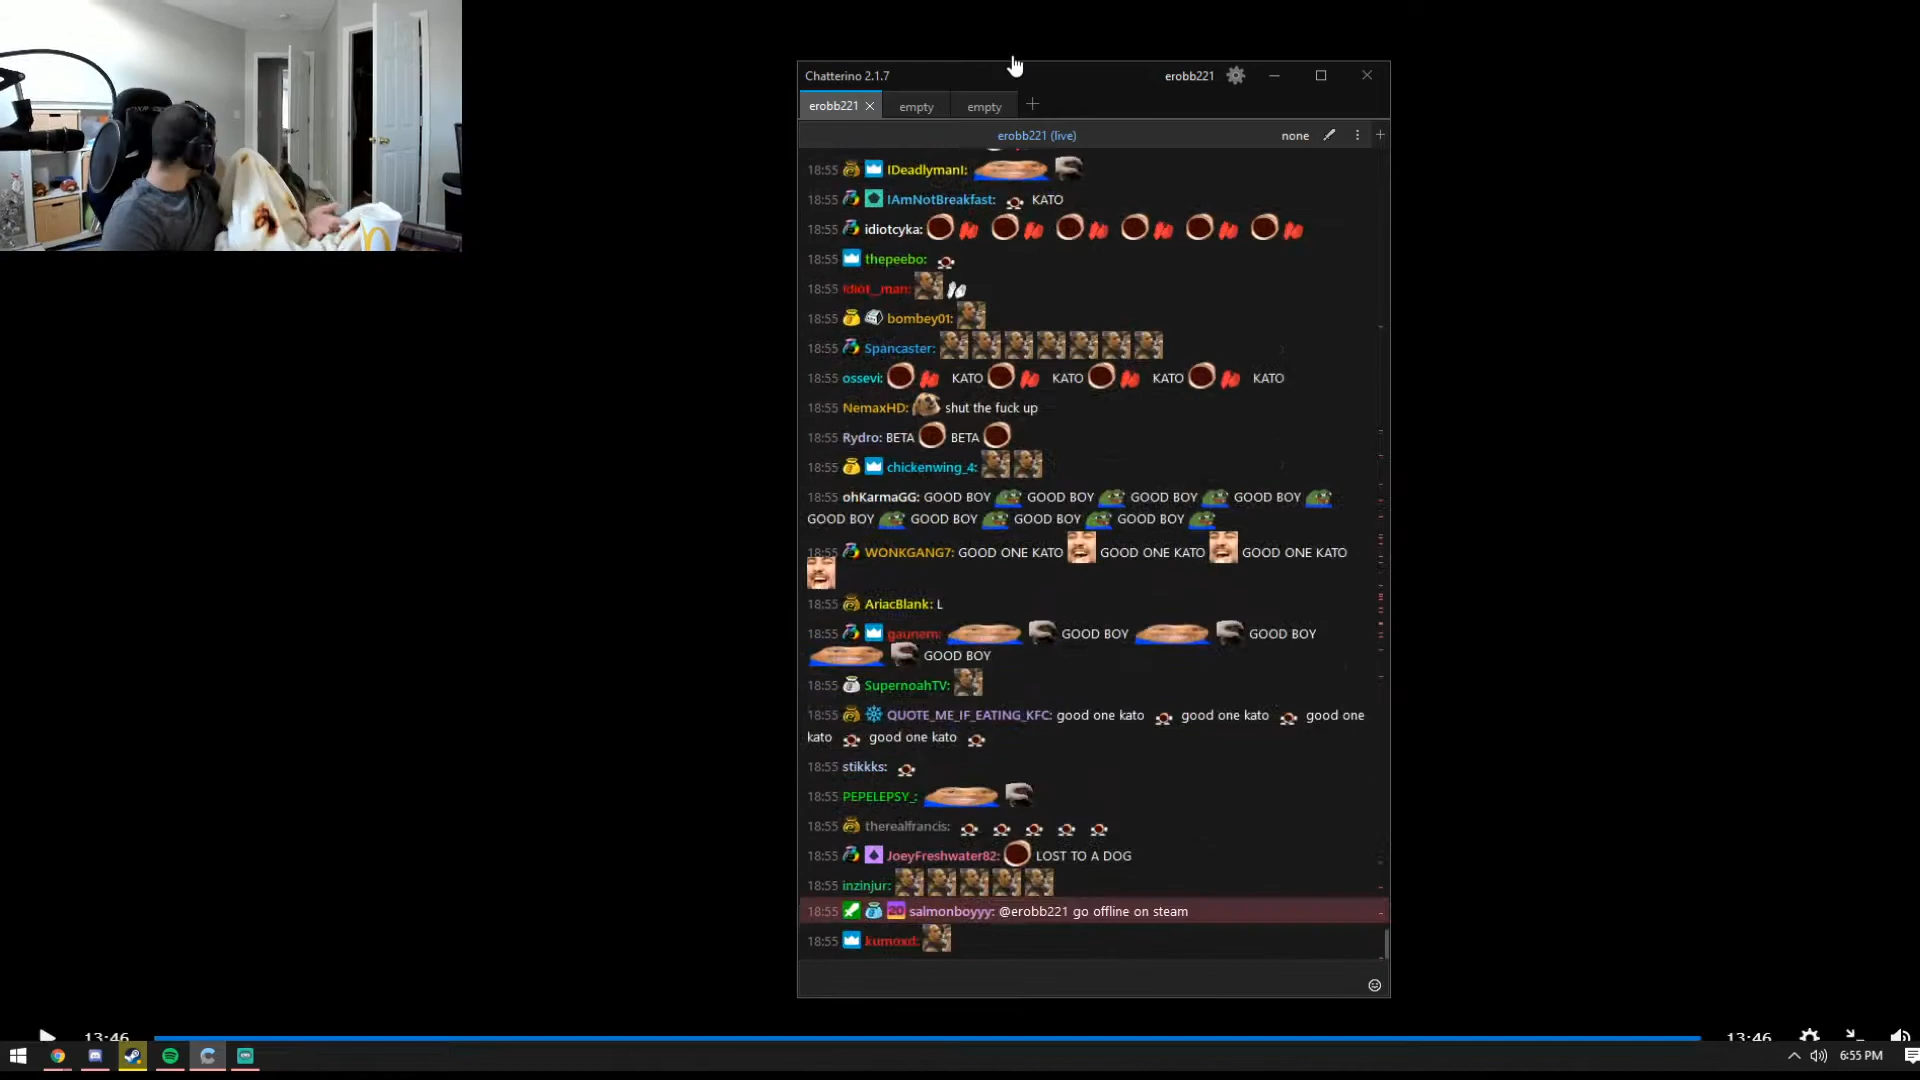 Chatterino 2.1.7
erobb221
erobb221
empty
empty
erobb221 (live)
none
18:55 IDeadlymanI:
18:55 IAmNotBreakfast: KATO
18:55 idiotcyka:
18:55 thepeebo:
18:55 Idiot__man:
18:55 bombey01:
18:55 Spancaster:
18:55 ossevi: KATO KATO KATO KATO
18:55 NemaxHD: shut the fuck up
18:55 Rydro: BETA BETA
18:55 chickenwing_4:
18:55 ohKarmaGG: GOOD BOY GOOD BOY GOOD BOY GOOD BOY
GOOD BOY GOOD BOY GOOD BOY GOOD BOY
18:55 WONKGANG7: GOOD ONE KATO GOOD ONE KATO GOOD ONE KATO
18:55 AriacBlank: L
18:55 gaunem: GOOD BOY GOOD BOY
GOOD BOY
18:55 SupernoahTV:
18:55 QUOTE_ME_IF_EATING_KFC: good one kato good one kato good one
kato good one kato
18:55 stikkks:
18:55 PEPELEPSY_:
18:55 therealfrancis:
18:55 JoeyFreshwater82: LOST TO A DOG
18:55 inzinjur:
18:55 20 salmonboyyy: @erobb221 go offline on steam
18:55 kumoxd:
13:46
13:46
6:55 PM